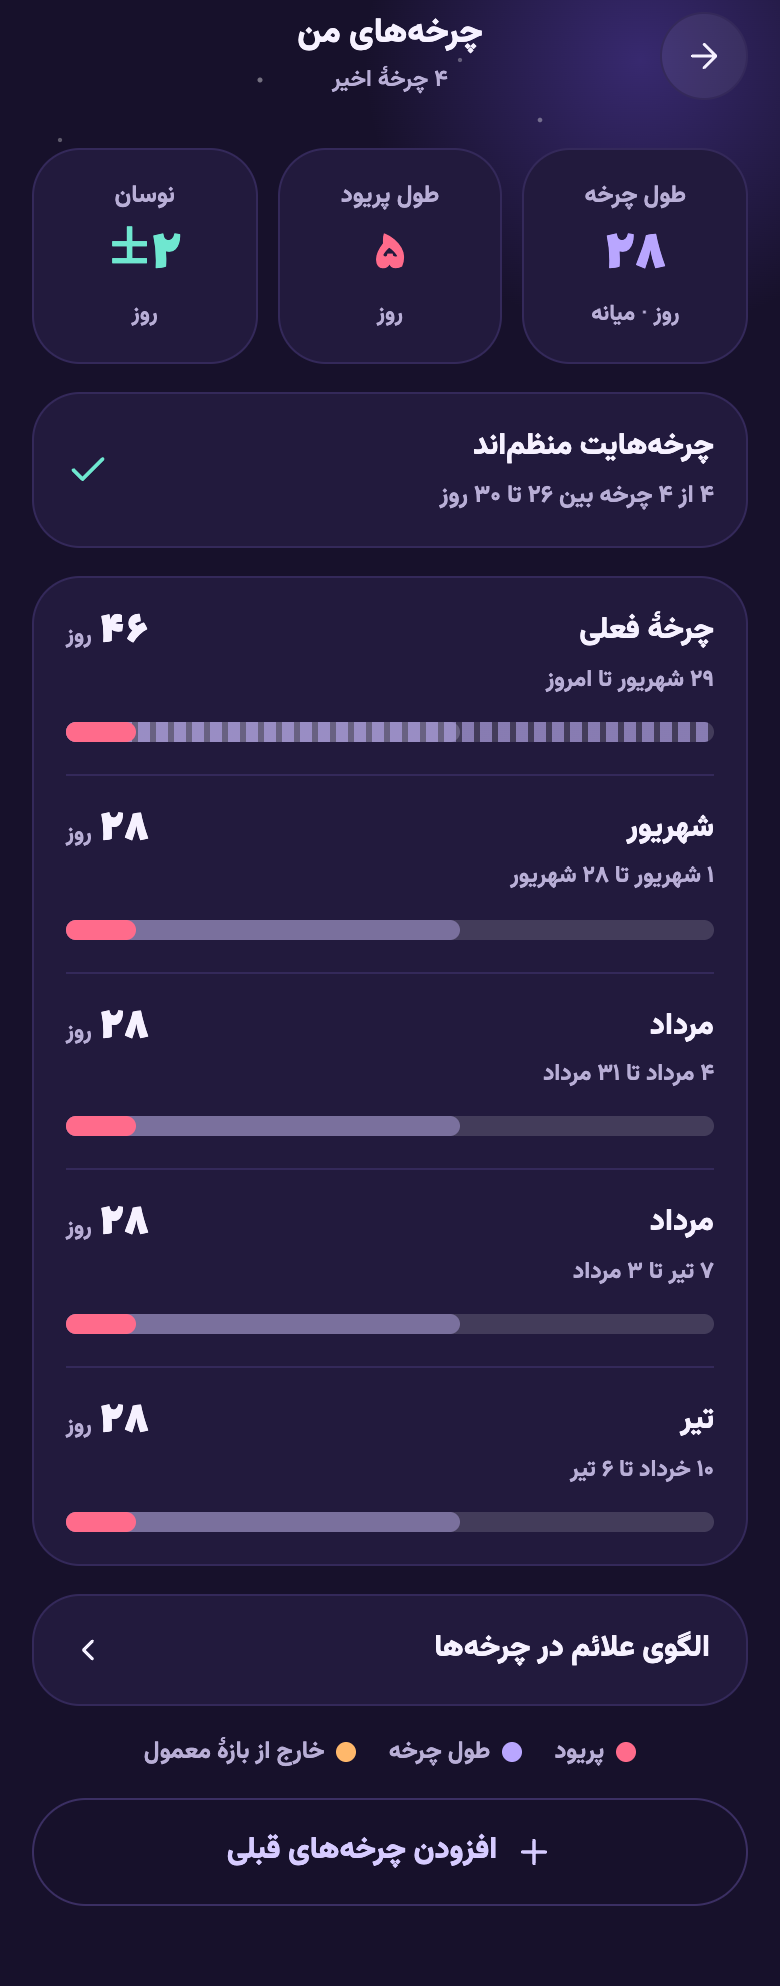 چرخه‌های من
۴ چرخهٔ اخیر
طول چرخه
۲۸
روز · میانه
طول پریود
۵
روز
نوسان
±۲
روز
چرخه‌هایت منظم‌اند
۴ از ۴ چرخه بین ۲۶ تا ۳۰ روز
چرخهٔ فعلی
۴۶ روز
۲۹ شهریور تا امروز
شهریور
۲۸ روز
۱ شهریور تا ۲۸ شهریور
مرداد
۲۸ روز
۴ مرداد تا ۳۱ مرداد
مرداد
۲۸ روز
۷ تیر تا ۳ مرداد
تیر
۲۸ روز
۱۰ خرداد تا ۶ تیر
الگوی علائم در چرخه‌ها
پریود
طول چرخه
خارج از بازهٔ معمول
افزودن چرخه‌های قبلی